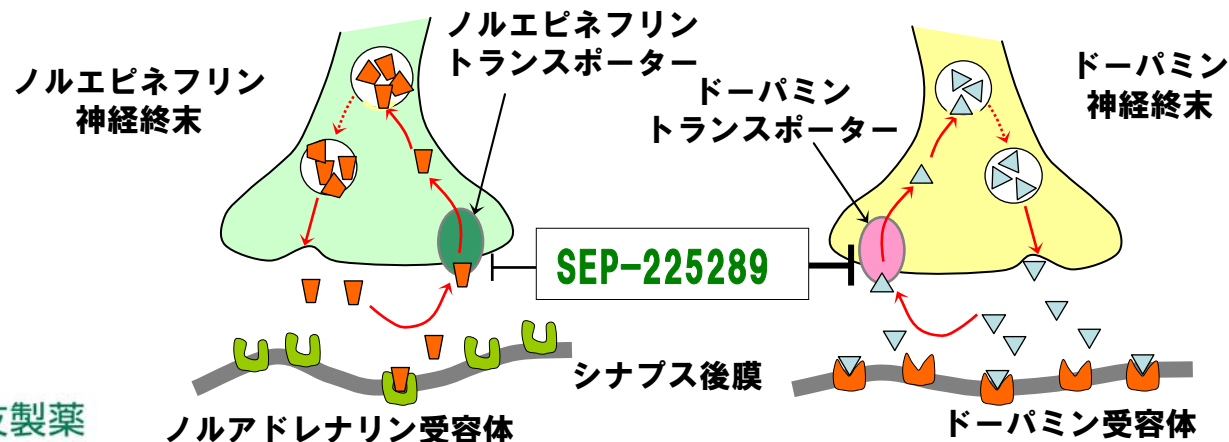 ノルエピネフリン
トランスポーター
ノルエピネフリン
神経終末
ドーパミン
トランスポーター
ドーパミン
神経終末
SEP-225289
シナプス後膜
ノルアドレナリン受容体
ドーパミン受容体
製薬